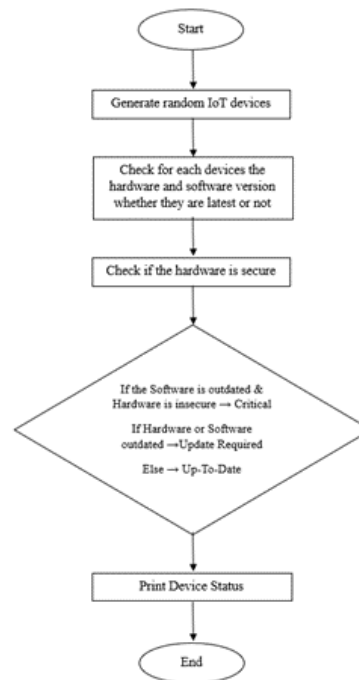 Start
Generate random IoT devices
Check for each devices the
hardware and software version
whether they are latest or not
Check if the hardware is secure
If the Software is outdated &
Hardware is insecure → Critical
If Hardware or Software
outdated →Update Required
Else → Up-To-Date
Print Device Status
End